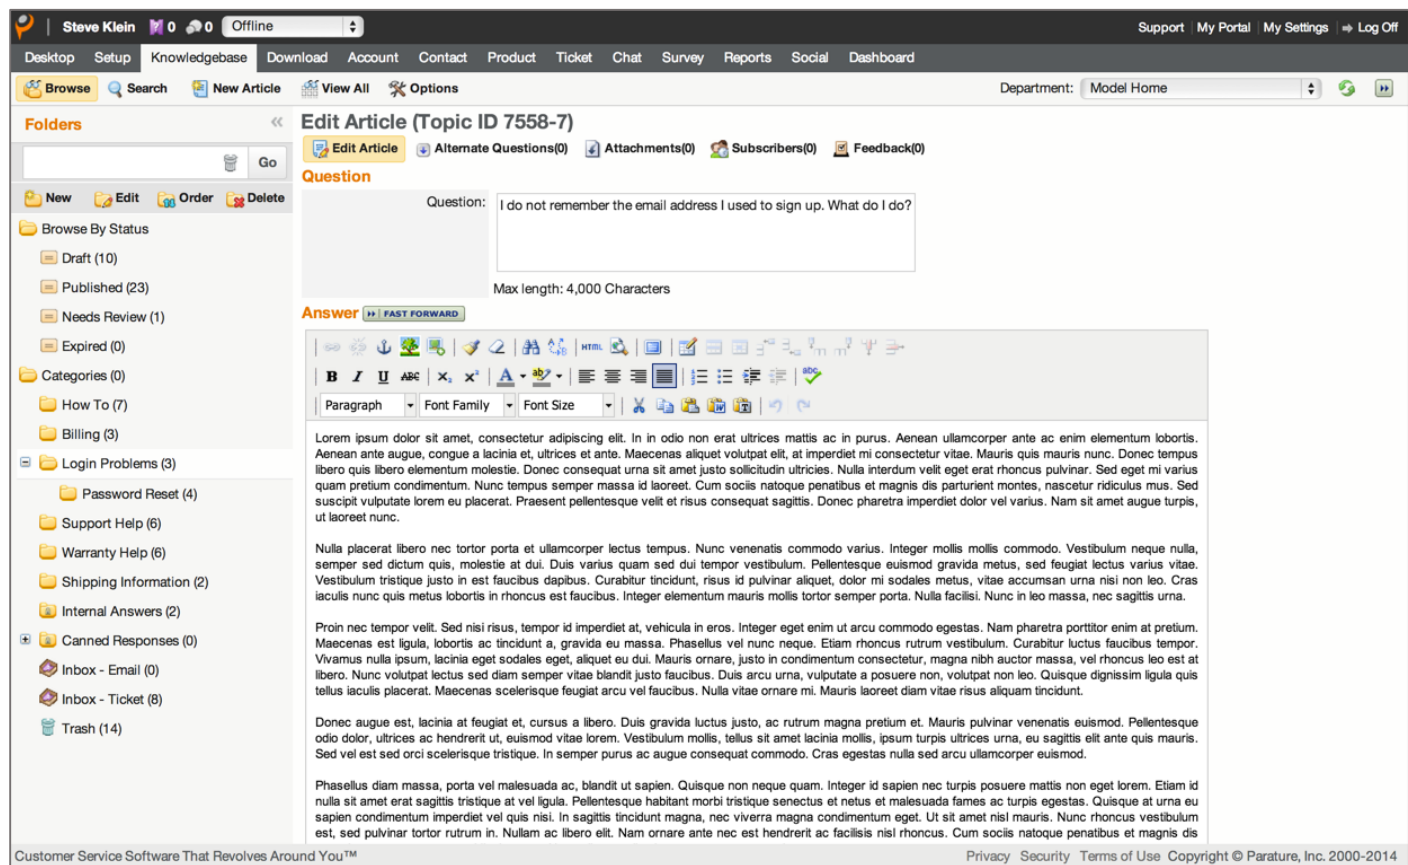 Steve Klein 0 0 Offline
Support My Portal My Settings Log Off
Desktop Setup Knowledgebase Download Account Contact Product Ticket Chat Survey Reports Social Dashboard
Browse Search New Article View All Options Department: Model Home
Folders
Go
New Edit Order Delete
Browse By Status
Draft (10)
Published (23)
Needs Review (1)
Expired (0)
Categories (0)
How To (7)
Billing (3)
Login Problems (3)
Password Reset (4)
Support Help (6)
Warranty Help (6)
Shipping Information (2)
Internal Answers (2)
Canned Responses (0)
Inbox - Email (0)
Inbox - Ticket (8)
Trash (14)
Edit Article (Topic ID 7558-7)
Edit Article Alternate Questions(0) Attachments(0) Subscribers(0) Feedback(0)
Question
Question: I do not remember the email address I used to sign up. What do I do?
Max length: 4,000 Characters
Answer FAST FORWARD
HTML
B I U ABC X₂ X² A ab abc
Paragraph Font Family Font Size
Lorem ipsum dolor sit amet, consectetur adipiscing elit. In in odio non erat ultrices mattis ac in purus. Aenean ullamcorper ante ac enim elementum lobortis.
Aenean ante augue, congue a lacinia et, ultrices et ante. Maecenas aliquet volutpat elit, at imperdiet mi consectetur vitae. Mauris quis mauris nunc. Donec tempus
libero quis libero elementum molestie. Donec consequat urna sit amet justo sollicitudin ultricies. Nulla interdum velit eget erat rhoncus pulvinar. Sed eget mi varius
quam pretium condimentum. Nunc tempus semper massa id laoreet. Cum sociis natoque penatibus et magnis dis parturient montes, nascetur ridiculus mus. Sed
suscipit vulputate lorem eu placerat. Praesent pellentesque velit et risus consequat sagittis. Donec pharetra imperdiet dolor vel varius. Nam sit amet augue turpis,
ut laoreet nunc.
Nulla placerat libero nec tortor porta et ullamcorper lectus tempus. Nunc venenatis commodo varius. Integer mollis mollis commodo. Vestibulum neque nulla,
semper sed dictum quis, molestie at dui. Duis varius quam sed dui tempor vestibulum. Pellentesque euismod gravida metus, sed feugiat lectus varius vitae.
Vestibulum tristique justo in est faucibus dapibus. Curabitur tincidunt, risus id pulvinar aliquet, dolor mi sodales metus, vitae accumsan urna nisi non leo. Cras
iaculis nunc quis metus lobortis in rhoncus est faucibus. Integer elementum mauris mollis tortor semper porta. Nulla facilisi. Nunc in leo massa, nec sagittis urna.
Proin nec tempor velit. Sed nisi risus, tempor id imperdiet at, vehicula in eros. Integer eget enim ut arcu commodo egestas. Nam pharetra porttitor enim at pretium.
Maecenas est ligula, lobortis ac tincidunt a, gravida eu massa. Phasellus vel nunc neque. Etiam rhoncus rutrum vestibulum. Curabitur luctus faucibus tempor.
Vivamus nulla ipsum, lacinia eget sodales eget, aliquet eu dui. Mauris ornare, justo in condimentum consectetur, magna nibh auctor massa, vel rhoncus leo est at
libero. Nunc volutpat lectus sed diam semper vitae blandit justo faucibus. Duis arcu urna, vulputate a posuere non, volutpat non leo. Quisque dignissim ligula quis
tellus iaculis placerat. Maecenas scelerisque feugiat arcu vel faucibus. Nulla vitae ornare mi. Mauris laoreet diam vitae risus aliquam tincidunt.
Donec augue est, lacinia at feugiat et, cursus a libero. Duis gravida luctus justo, ac rutrum magna pretium et. Mauris pulvinar venenatis euismod. Pellentesque
odio dolor, ultrices ac hendrerit ut, euismod vitae lorem. Vestibulum mollis, tellus sit amet lacinia mollis, ipsum turpis ultrices urna, eu sagittis elit ante quis mauris.
Sed vel est sed orci scelerisque tristique. In semper purus ac augue consequat commodo. Cras egestas nulla sed arcu ullamcorper euismod.
Phasellus diam massa, porta vel malesuada ac, blandit ut sapien. Quisque non neque quam. Integer id sapien nec turpis posuere mattis non eget lorem. Etiam id
nulla sit amet erat sagittis tristique at vel ligula. Pellentesque habitant morbi tristique senectus et netus et malesuada fames ac turpis egestas. Quisque at urna eu
sapien condimentum imperdiet vel quis nisi. In sagittis tincidunt magna, nec viverra magna condimentum eget. Ut sit amet nisl mauris. Nunc rhoncus vestibulum
est, sed pulvinar tortor rutrum in. Nullam ac libero elit. Nam ornare ante nec est hendrerit ac facilisis nisl rhoncus. Cum sociis natoque penatibus et magnis dis
Customer Service Software That Revolves Around You™
Privacy Security Terms of Use Copyright © Parature, Inc. 2000-2014